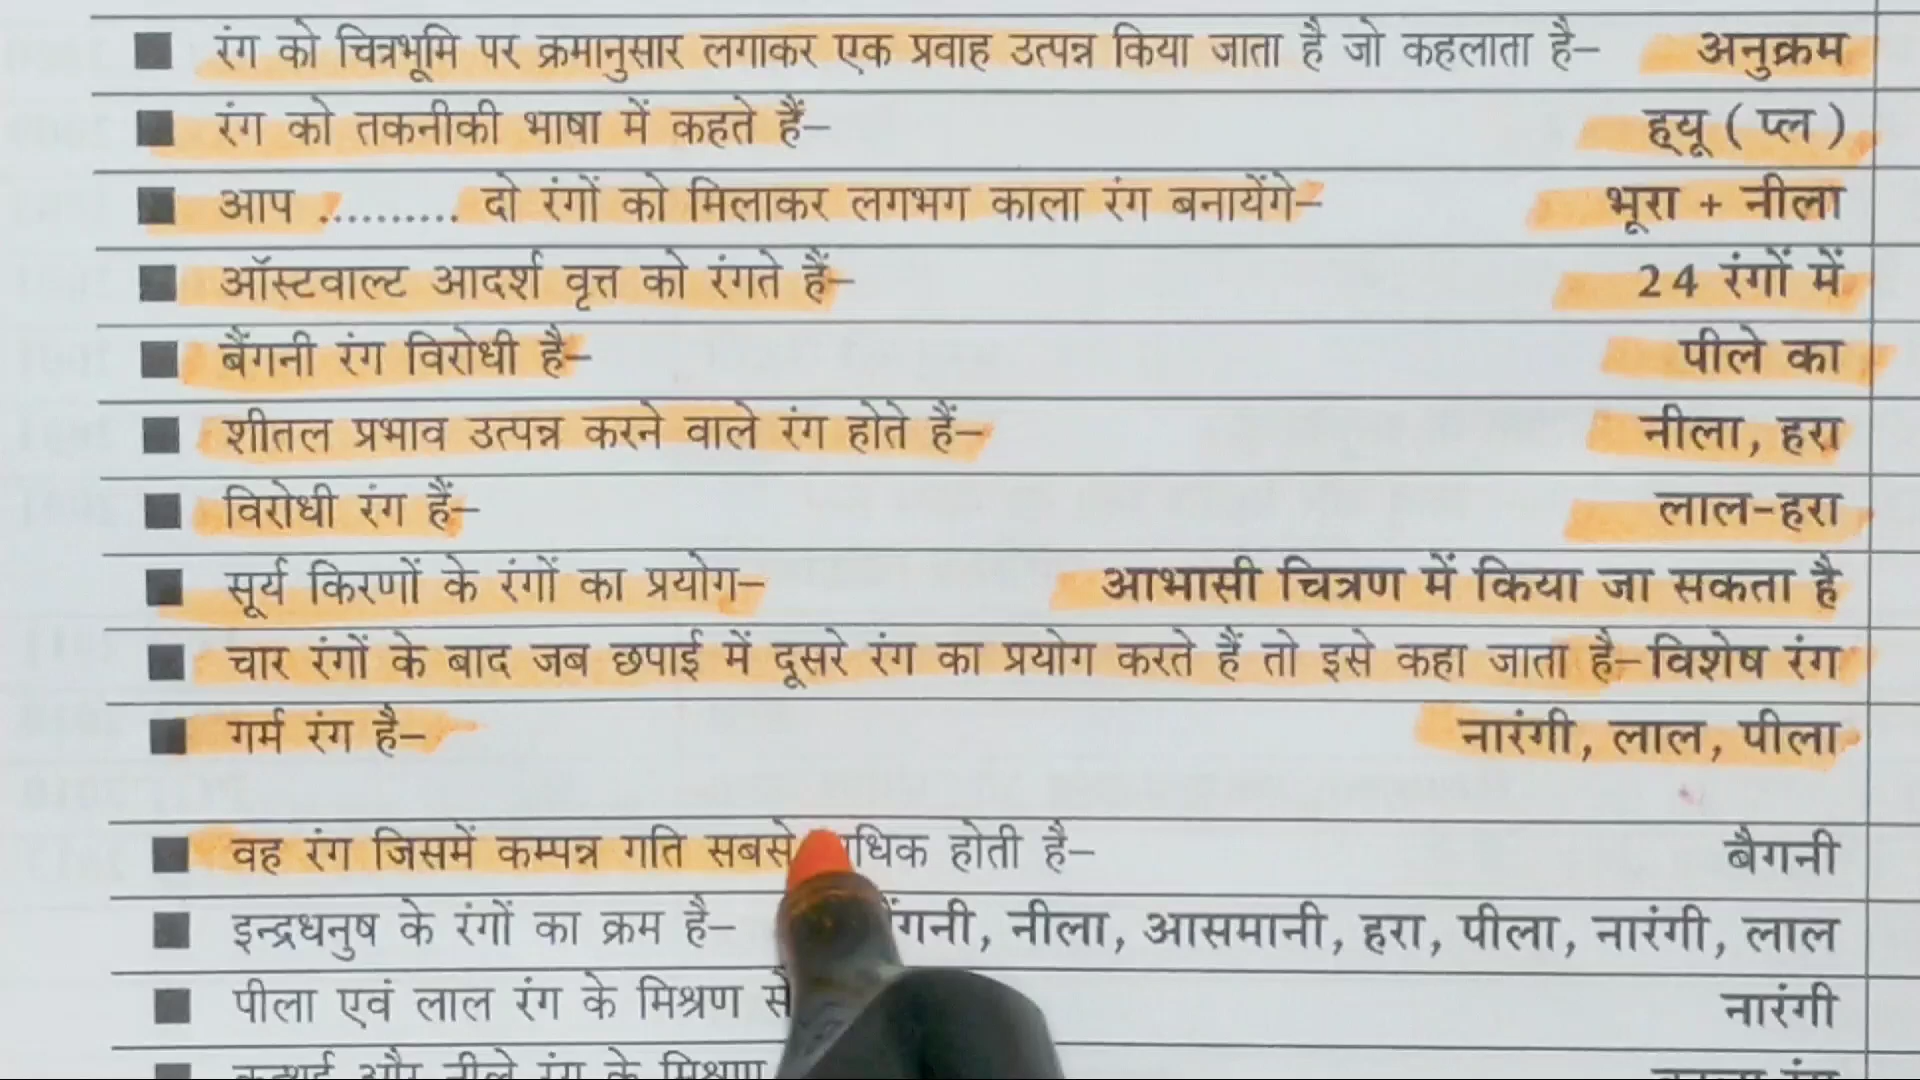 ■ रंग को चित्रभूमि पर क्रमानुसार लगाकर एक प्रवाह उत्पन्न किया जाता है जो कहलाता है– अनुक्रम
■ रंग को तकनीकी भाषा में कहते हैं– ह्यू ( प्ल )
■ आप .......... दो रंगों को मिलाकर लगभग काला रंग बनायेंगे– भूरा + नीला
■ ऑस्टवाल्ट आदर्श वृत्त को रंगते हैं– 24 रंगों में
■ बैंगनी रंग विरोधी है– पीले का
■ शीतल प्रभाव उत्पन्न करने वाले रंग होते हैं– नीला, हरा
■ विरोधी रंग हैं– लाल-हरा
■ सूर्य किरणों के रंगों का प्रयोग– आभासी चित्रण में किया जा सकता है
■ चार रंगों के बाद जब छपाई में दूसरे रंग का प्रयोग करते हैं तो इसे कहा जाता है– विशेष रंग
■ गर्म रंग है– नारंगी, लाल, पीला
■ वह रंग जिसमें कम्पन्न गति सबसे होती है– बैगनी
■ इन्द्रधनुष के रंगों का क्रम है– नीला, आसमानी, हरा, पीला, नारंगी, लाल
■ पीला एवं लाल रंग के मिश्रण से नारंगी